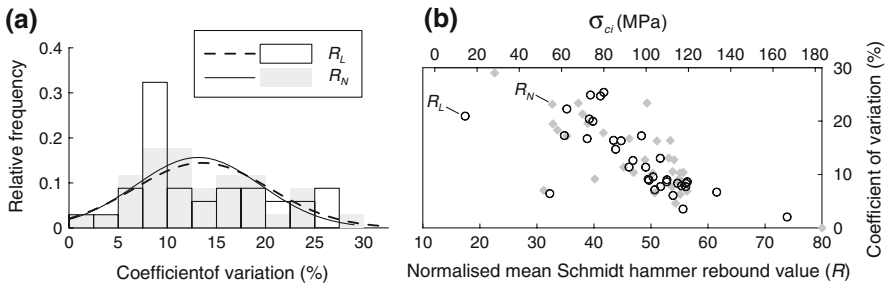 (a)
0.4
0.3
0.2
0.1
0
Relative frequency
R_L
R_N
0 5 10 15 20 25 30
Coefficientof variation (%)
(b)
σ_ci (MPa)
0 20 40 60 80 100 120 140 160 180
R_L
R_N
30
20
10
0
Coefficient of variation (%)
10 20 30 40 50 60 70 80
Normalised mean Schmidt hammer rebound value (R)